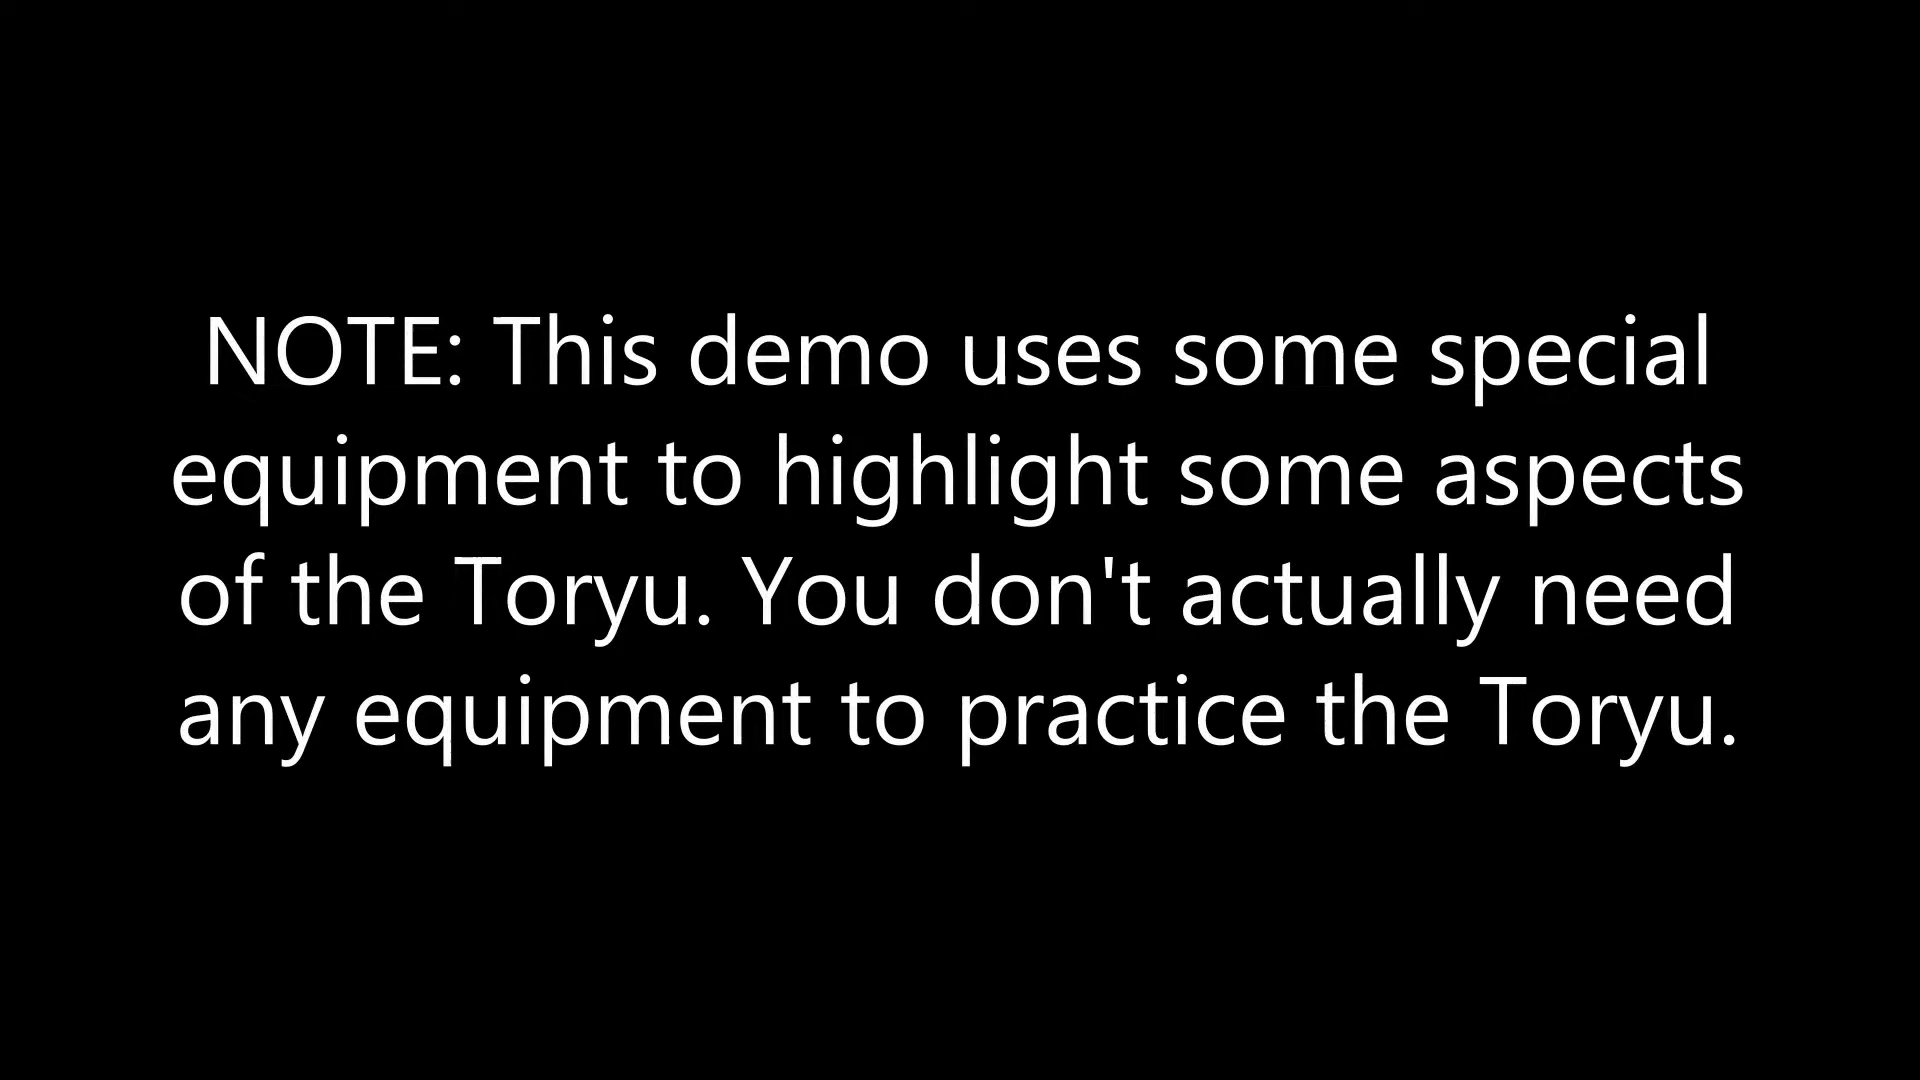 NOTE: This demo uses some special
equipment to highlight some aspects
of the Toryu. You don't actually need
any equipment to practice the Toryu.